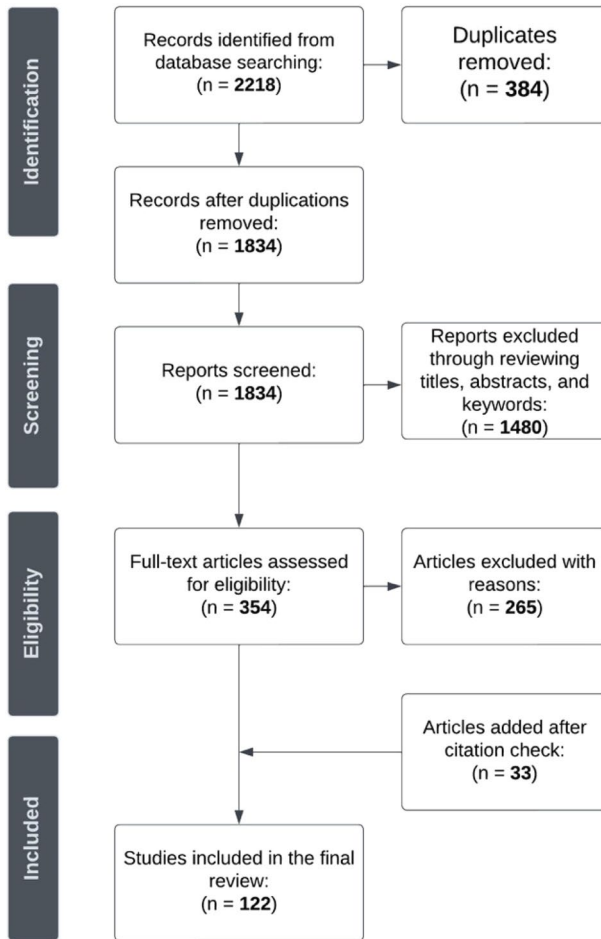 Identification
Records identified from
database searching:
(n = 2218)
Duplicates
removed:
(n = 384)
Records after duplications
removed:
(n = 1834)
Screening
Reports screened:
(n = 1834)
Reports excluded
through reviewing
titles, abstracts, and
keywords:
(n = 1480)
Eligibility
Full-text articles assessed
for eligibility:
(n = 354)
Articles excluded with
reasons:
(n = 265)
Articles added after
citation check:
(n = 33)
Included
Studies included in the final
review:
(n = 122)